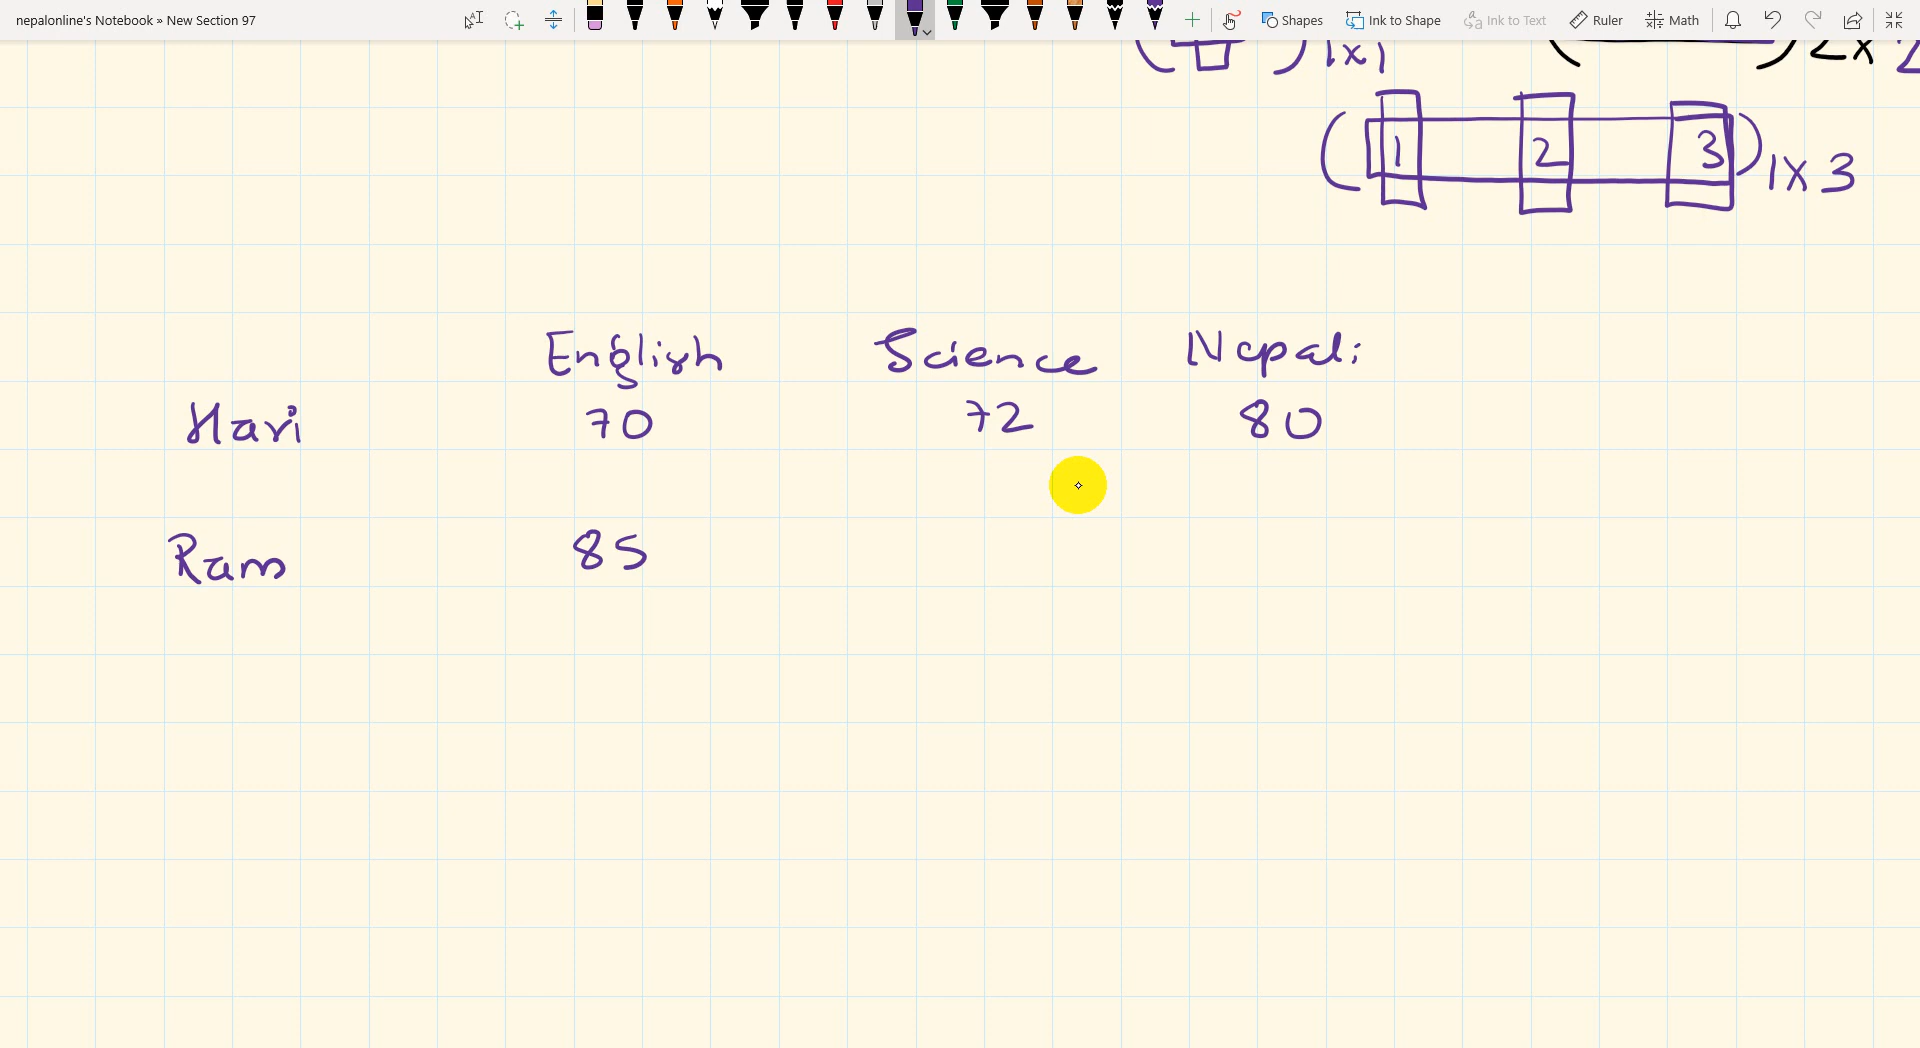 nepalonline's Notebook » New Section 97
Shapes Ink to Shape Ink to Text Ruler Math
1x1 2x
( 1 2 3 ) 1x3
English Science Nepali
Hari 70 72 80
Ram 85